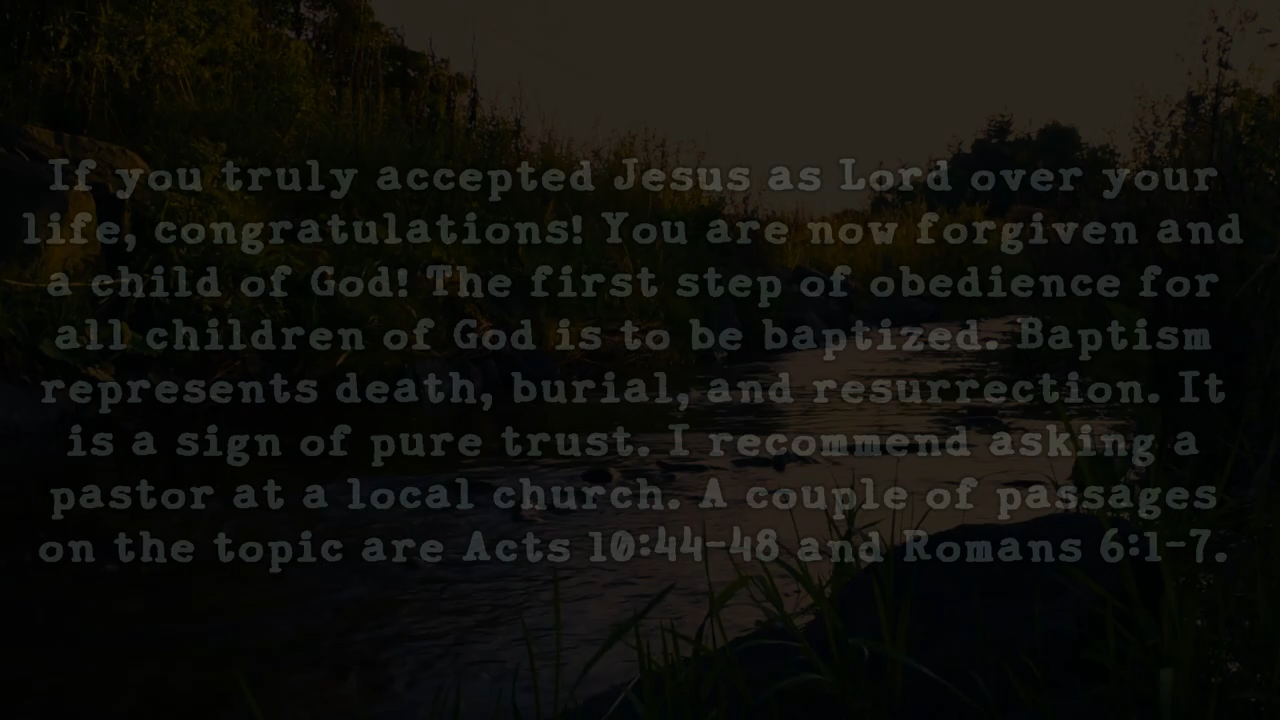 If you truly accepted Jesus as Lord over your
life, congratulations! You are now forgiven and
a child of God! The first step of obedience for
all children of God is to be baptized. Baptism
represents death, burial, and resurrection. It
is a sign of pure trust. I recommend asking a
pastor at a local church. A couple of passages
on the topic are Acts 10:44-48 and Romans 6:1-7.